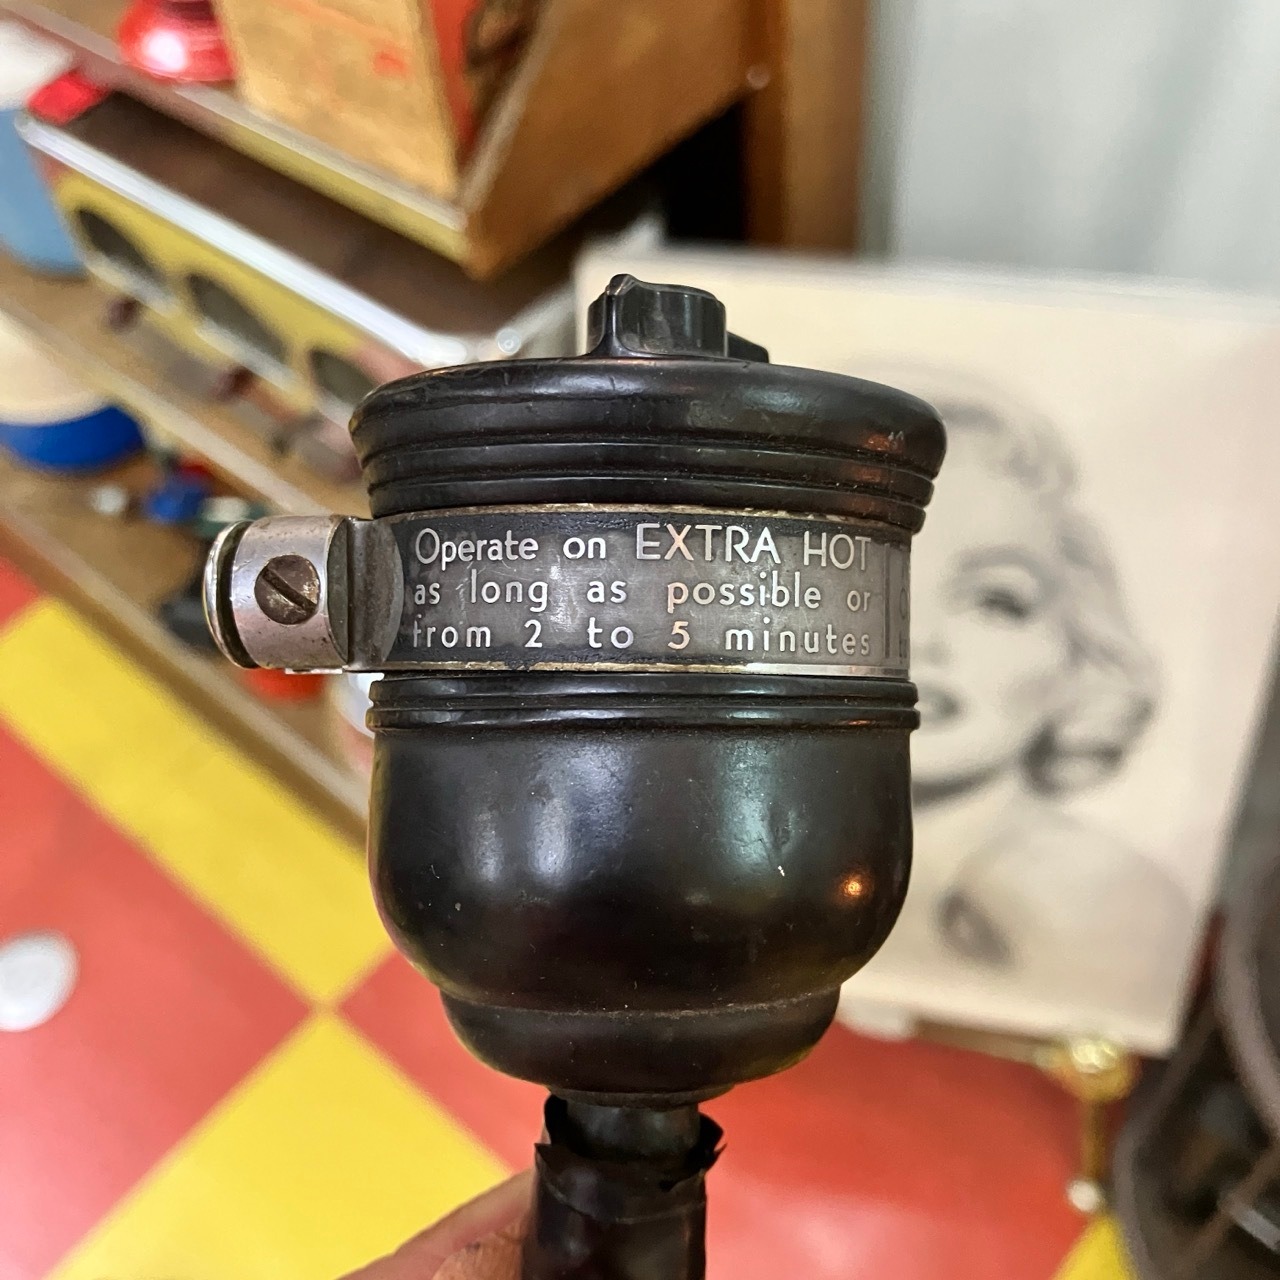 Operate on EXTRA HOT
as long as possible or
from 2 to 5 minutes